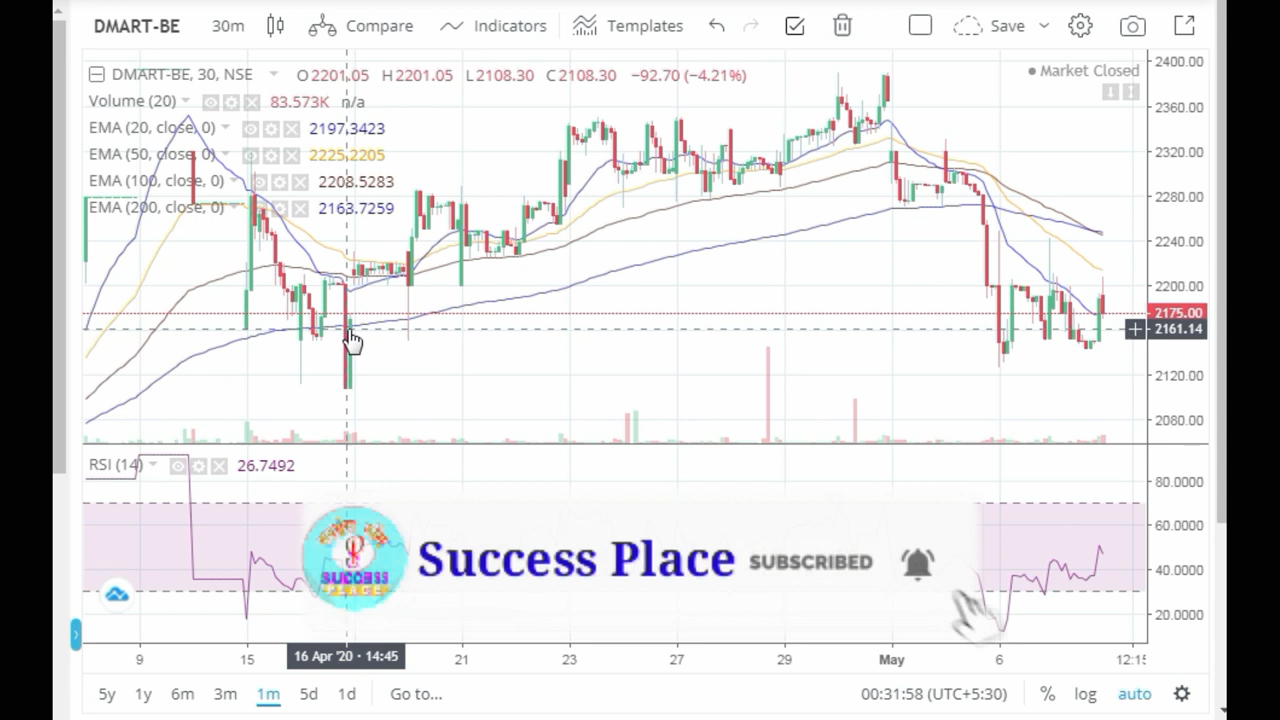 DMART-BE 30m Compare Indicators Templates Save
DMART-BE, 30, NSE O2201.05 H2201.05 L2108.30 C2108.30 −92.70 (−4.21%)
Market Closed
Volume (20) 83.573K n/a
EMA (20, close, 0) 2197.3423
EMA (50, close, 0) 2225.2205
EMA (100, close, 0) 2208.5283
EMA (200, close, 0) 2163.7259
2400.00
2360.00
2320.00
2280.00
2240.00
2200.00
2175.00
2161.14
2120.00
2080.00
RSI (14) 26.7492
80.0000
60.0000
40.0000
20.0000
SUCCESS
PLACE
Success Place SUBSCRIBED
9 15 16 Apr '20 · 14:45 21 23 27 29 May 6 12:15
5y 1y 6m 3m 1m 5d 1d Go to... 00:31:58 (UTC+5:30) % log auto